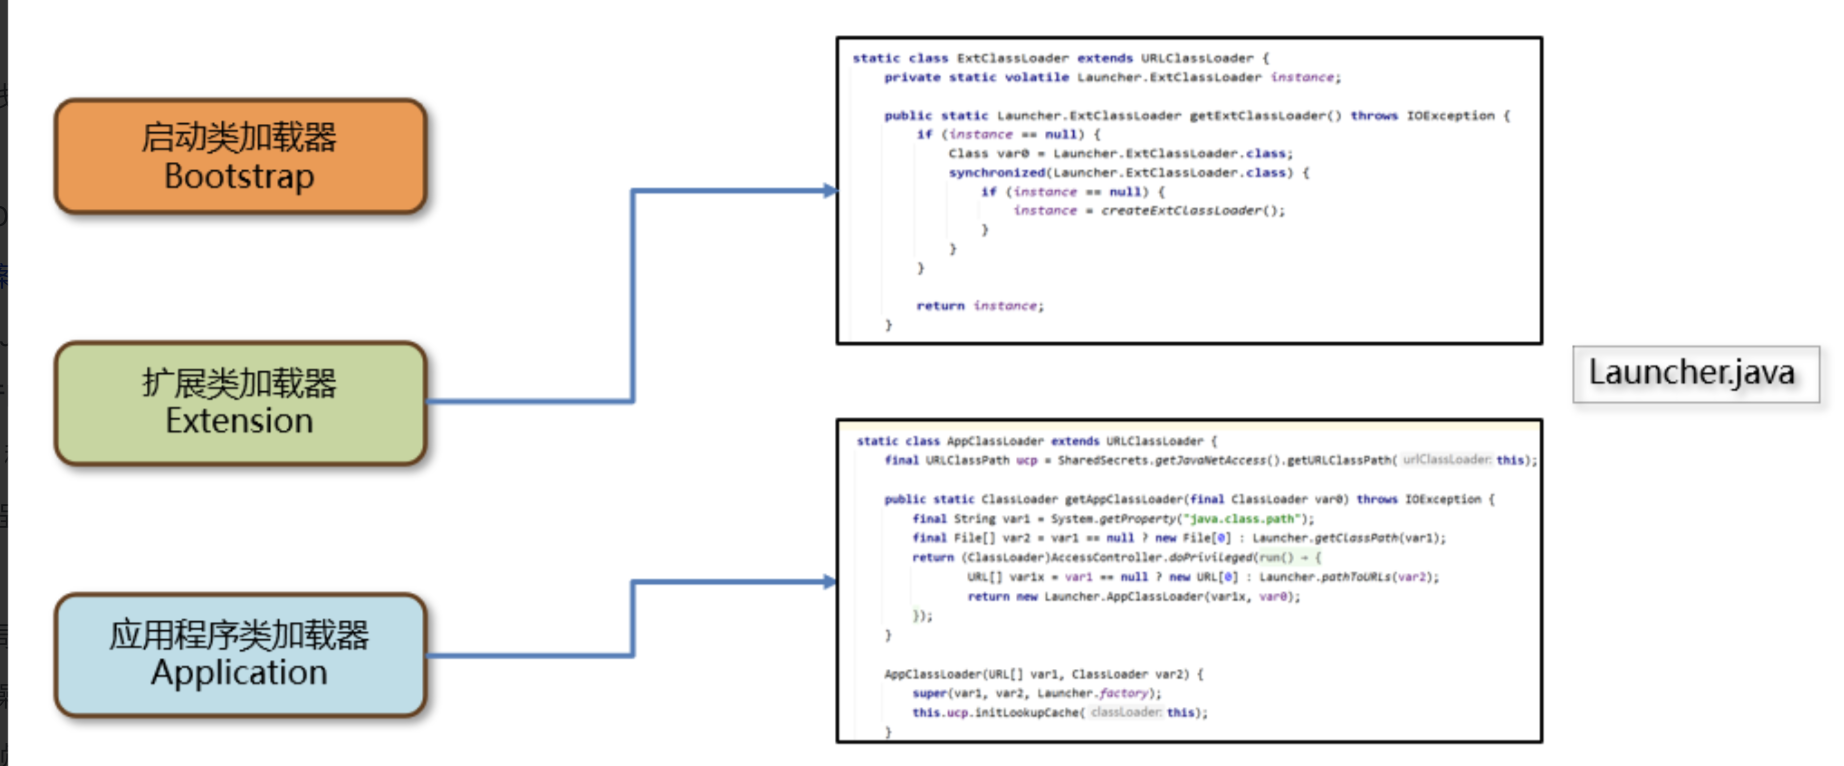 启动类加载器
Bootstrap
扩展类加载器
Extension
应用程序类加载器
Application
static class ExtClassLoader extends URLClassLoader {
private static volatile Launcher.ExtClassLoader instance;
public static Launcher.ExtClassLoader getExtClassLoader() throws IOException {
if (instance == null) {
Class var0 = Launcher.ExtClassLoader.class;
synchronized(Launcher.ExtClassLoader.class) {
if (instance == null) {
instance = createExtClassLoader();
}
}
}
return instance;
}
static class AppClassLoader extends URLClassLoader {
final URLClassPath ucp = SharedSecrets.getJavaNetAccess().getURLClassPath( urlClassLoader: this);
public static ClassLoader getAppClassLoader(final ClassLoader var0) throws IOException {
final String var1 = System.getProperty("java.class.path");
final File[] var2 = var1 == null ? new File[0] : Launcher.getClassPath(var1);
return (ClassLoader)AccessController.doPrivileged(run() → {
URL[] var1x = var1 == null ? new URL[0] : Launcher.pathToURLs(var2);
return new Launcher.AppClassLoader(var1x, var0);
});
}
AppClassLoader(URL[] var1, ClassLoader var2) {
super(var1, var2, Launcher.factory);
this.ucp.initLookupCache( classLoader: this);
}
Launcher.java